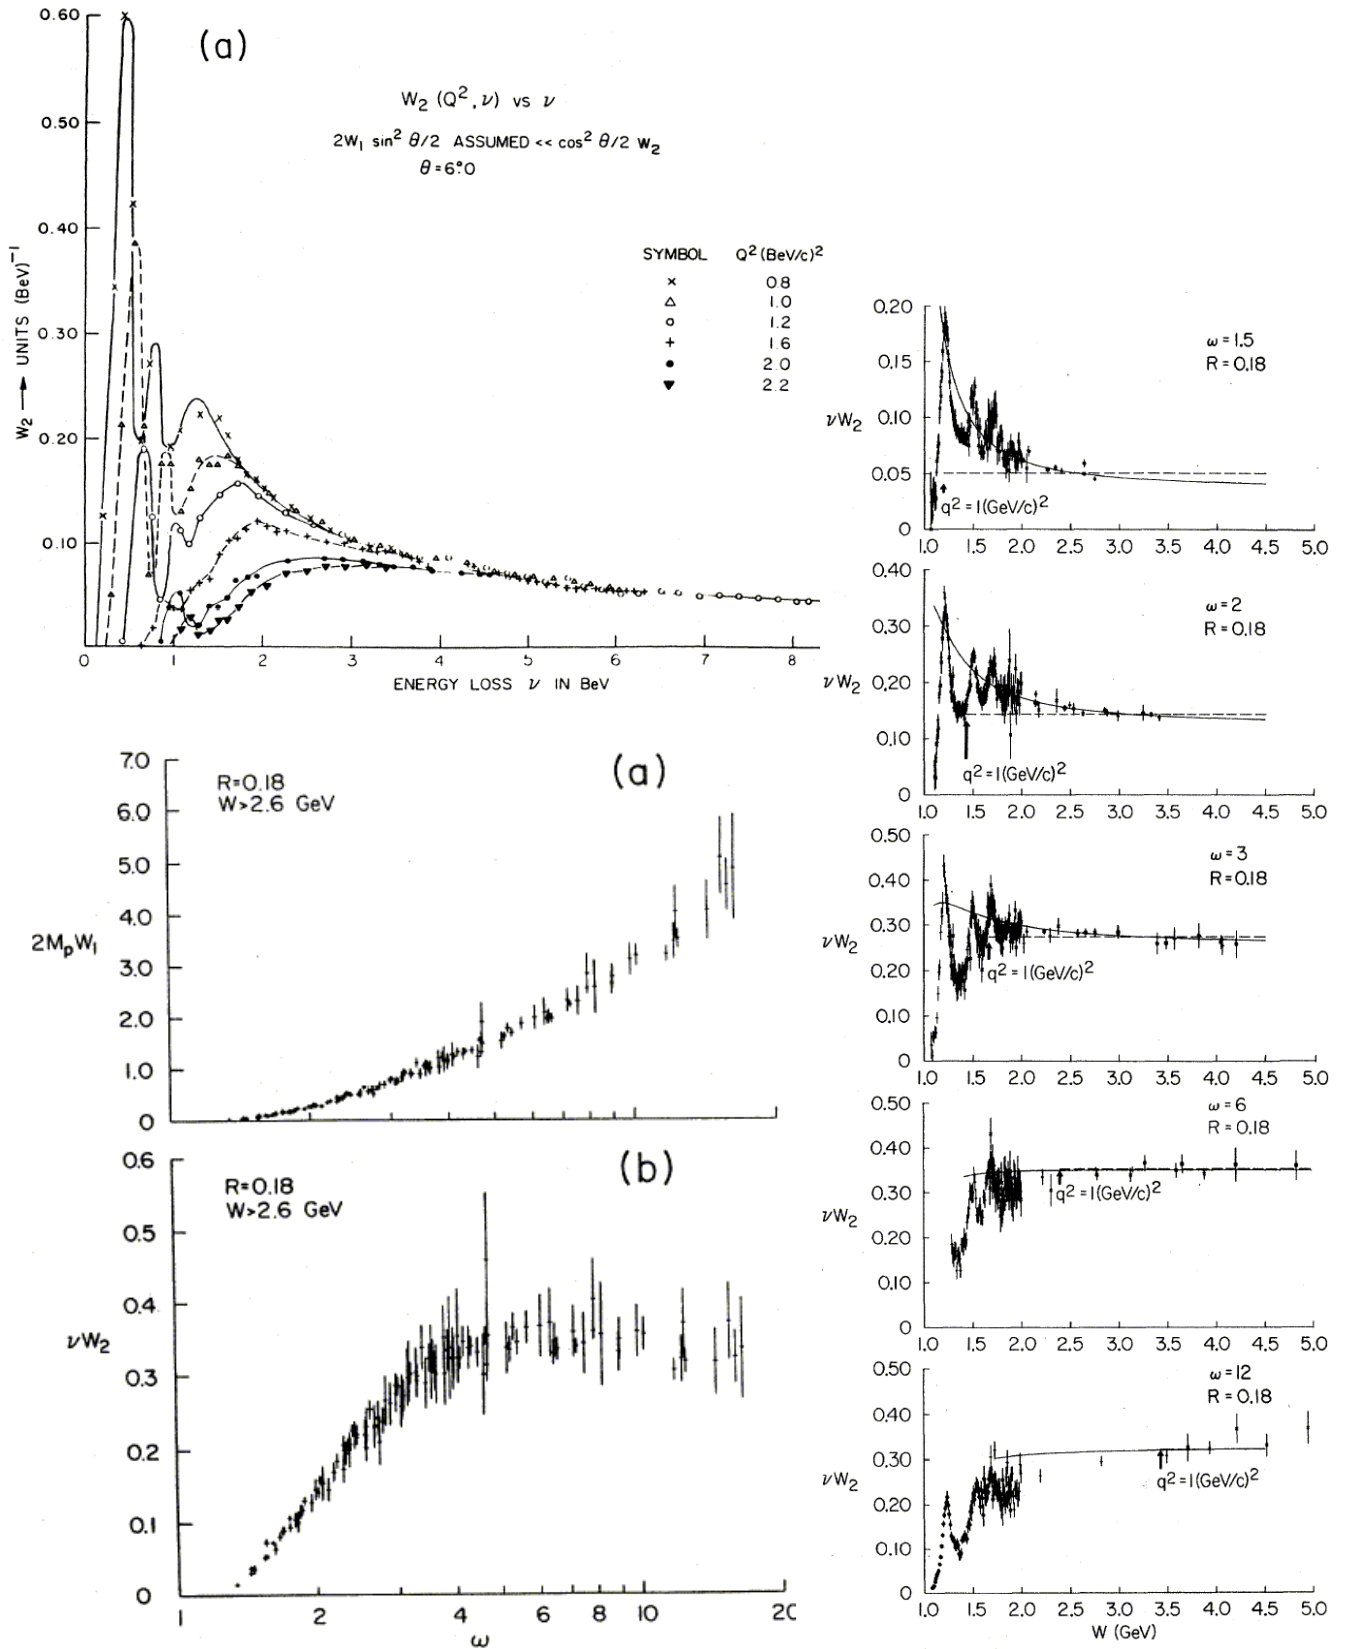 (a)
W₂ (Q², ν) vs ν
2W₁ sin² θ/2 ASSUMED << cos² θ/2 W₂
θ = 6°.0
SYMBOL Q² (BeV/c)²
x 0.8
△ 1.0
○ 1.2
+ 1.6
● 2.0
▼ 2.2
W₂ → UNITS (BeV)⁻¹
0.60
0.50
0.40
0.30
0.20
0.10
0 1 2 3 4 5 6 7 8
ENERGY LOSS ν IN BeV
(a)
R=0.18
W>2.6 GeV
2MpW₁
7.0
6.0
5.0
4.0
3.0
2.0
1.0
0
(b)
R=0.18
W>2.6 GeV
νW₂
0.6
0.5
0.4
0.3
0.2
0.1
0
1 2 4 6 8 10
ω
ω = 1.5
R = 0.18
νW₂
0.20
0.15
0.10
0.05
0
q² = 1(GeV/c)²
1.0 1.5 2.0 2.5 3.0 3.5 4.0 4.5 5.0
ω = 2
R = 0.18
νW₂
0.40
0.30
0.20
0.10
0
q² = 1(GeV/c)²
1.0 1.5 2.0 2.5 3.0 3.5 4.0 4.5 5.0
ω = 3
R = 0.18
νW₂
0.50
0.40
0.30
0.20
0.10
0
q² = 1(GeV/c)²
1.0 1.5 2.0 2.5 3.0 3.5 4.0 4.5 5.0
ω = 6
R = 0.18
νW₂
0.50
0.40
0.30
0.20
0.10
0
q² = 1(GeV/c)²
1.0 1.5 2.0 2.5 3.0 3.5 4.0 4.5 5.0
ω = 12
R = 0.18
νW₂
0.50
0.40
0.30
0.20
0.10
0
q² = 1(GeV/c)²
1.0 1.5 2.0 2.5 3.0 3.5 4.0 4.5 5.0
W (GeV)